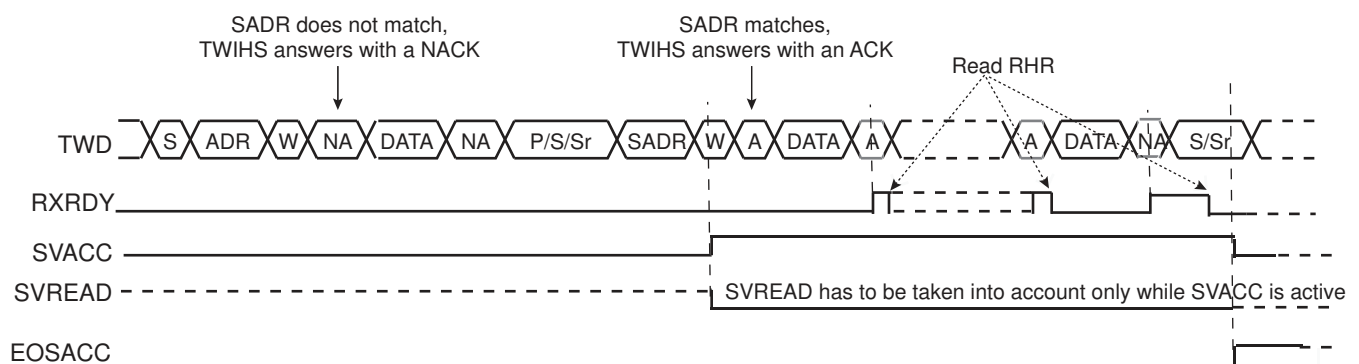 SADR does not match,
TWIHS answers with a NACK
SADR matches,
TWIHS answers with an ACK
Read RHR
TWD S ADR W NA DATA NA P/S/Sr SADR W A DATA A A DATA NA S/Sr
RXRDY
SVACC
SVREAD SVREAD has to be taken into account only while SVACC is active
EOSACC